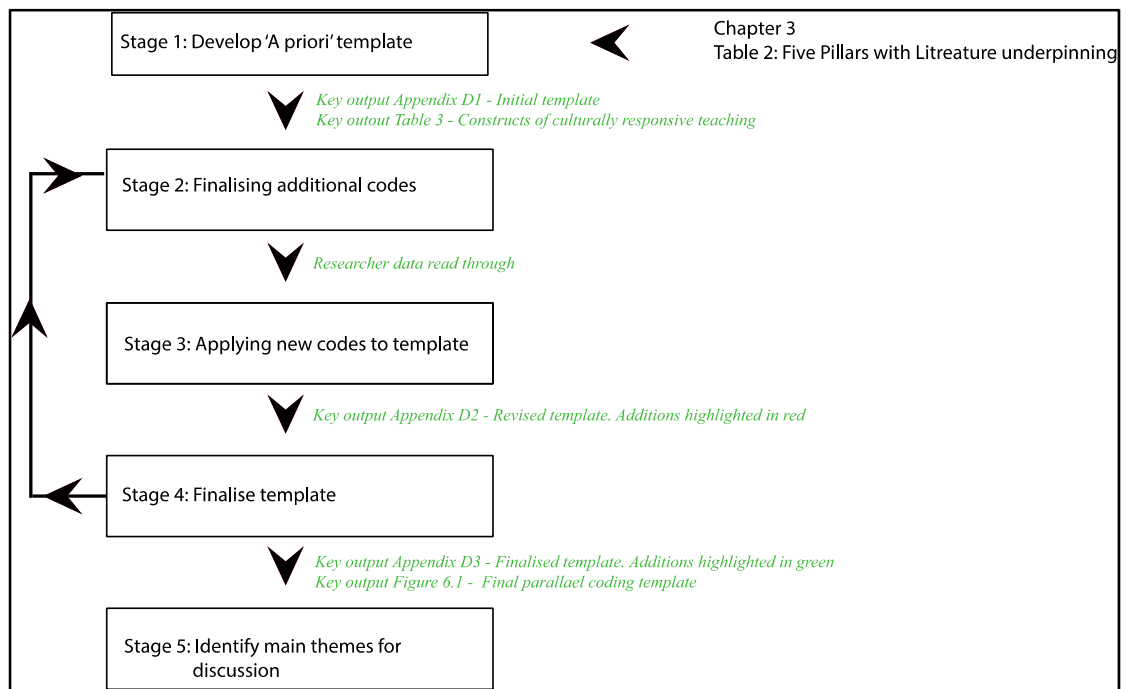 Stage 1: Develop 'A priori' template
Chapter 3
Table 2: Five Pillars with Litreature underpinning
Key output Appendix D1 - Initial template
Key outout Table 3 - Constructs of culturally responsive teaching
Stage 2: Finalising additional codes
Researcher data read through
Stage 3: Applying new codes to template
Key output Appendix D2 - Revised template. Additions highlighted in red
Stage 4: Finalise template
Key output Appendix D3 - Finalised template. Additions highlighted in green
Key output Figure 6.1 - Final parallael coding template
Stage 5: Identify main themes for
discussion